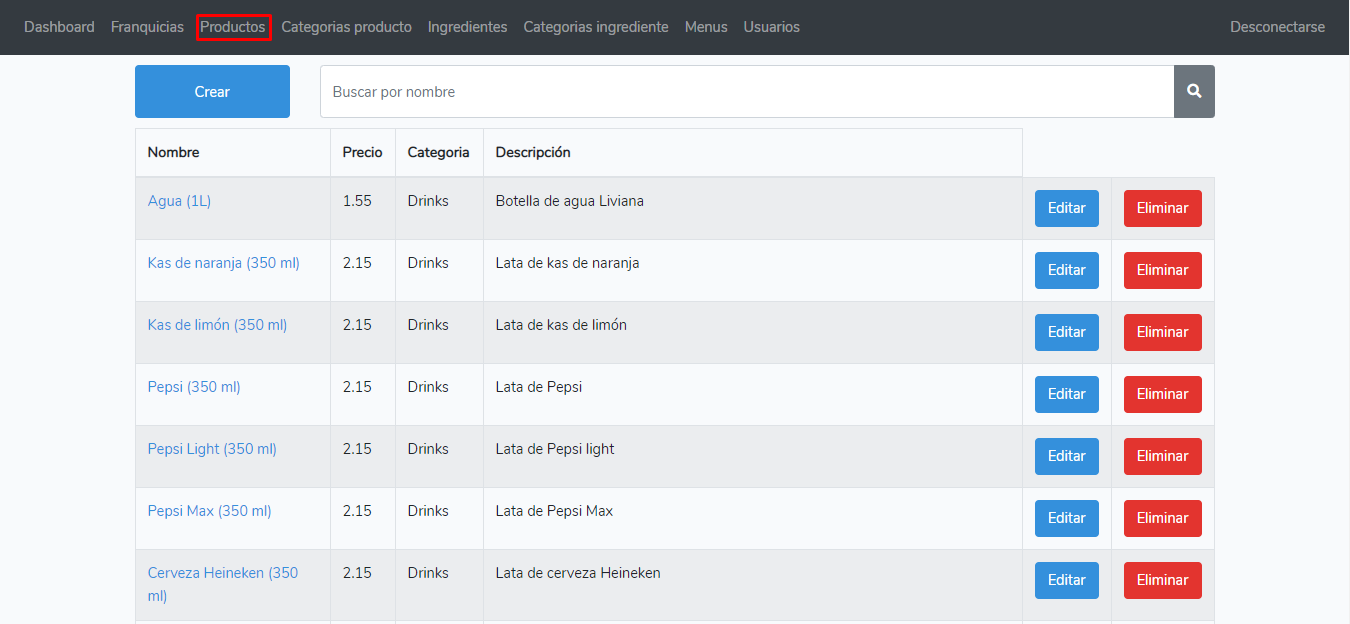 Dashboard Franquicias Productos Categorias producto Ingredientes Categorias ingrediente Menus Usuarios Desconectarse
Crear Buscar por nombre
Nombre Precio Categoria Descripción
Agua (1L) 1.55 Drinks Botella de agua Liviana Editar Eliminar
Kas de naranja (350 ml) 2.15 Drinks Lata de kas de naranja Editar Eliminar
Kas de limón (350 ml) 2.15 Drinks Lata de kas de limón Editar Eliminar
Pepsi (350 ml) 2.15 Drinks Lata de Pepsi Editar Eliminar
Pepsi Light (350 ml) 2.15 Drinks Lata de Pepsi light Editar Eliminar
Pepsi Max (350 ml) 2.15 Drinks Lata de Pepsi Max Editar Eliminar
Cerveza Heineken (350 2.15 Drinks Lata de cerveza Heineken Editar Eliminar
ml)